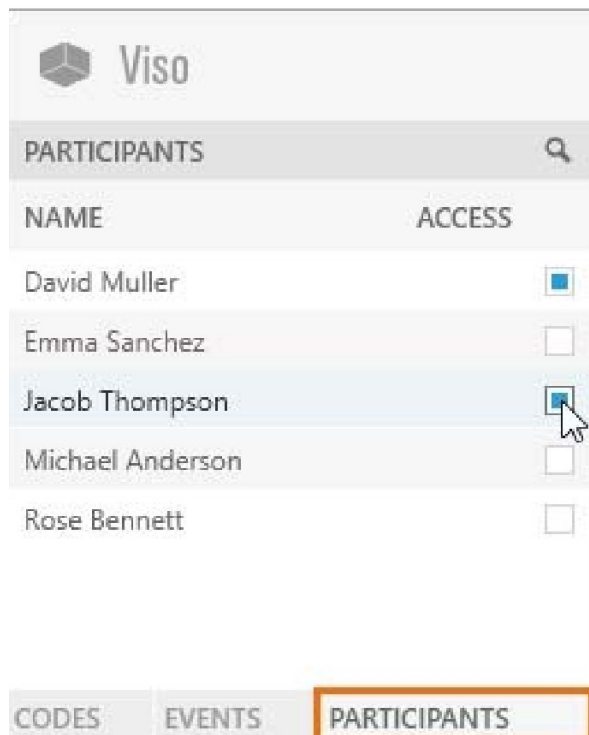 Viso
PARTICIPANTS
NAME ACCESS
David Muller
Emma Sanchez
Jacob Thompson
Michael Anderson
Rose Bennett
CODES EVENTS PARTICIPANTS